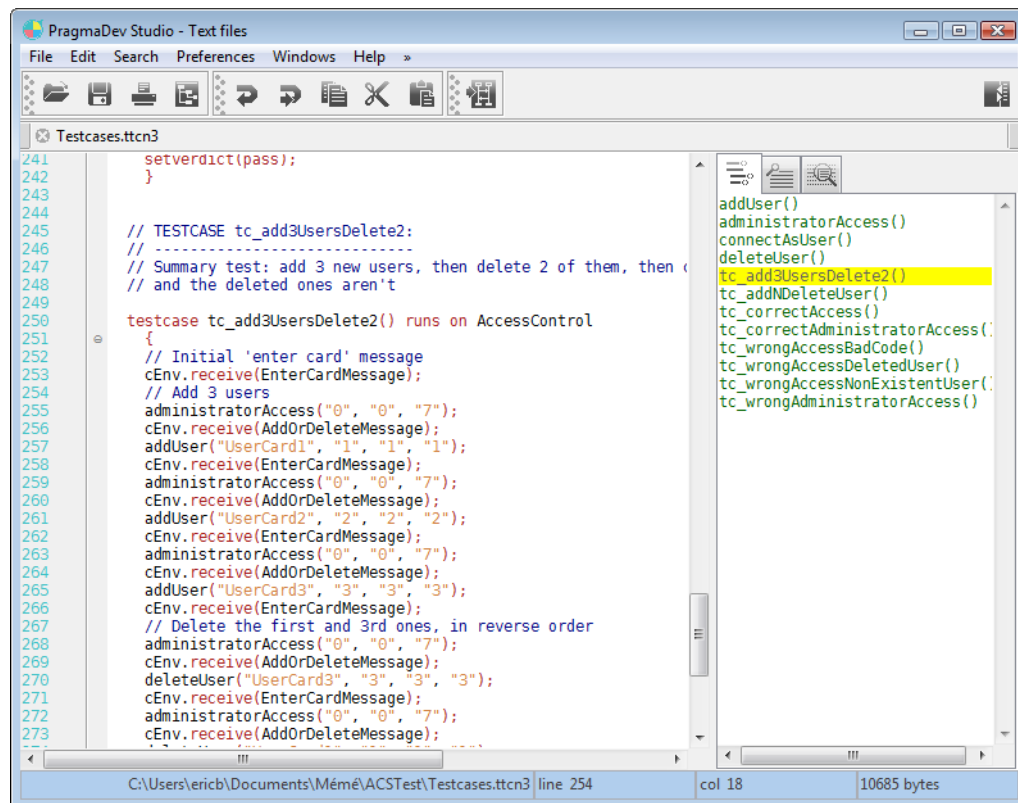 PragmaDev Studio - Text files
File Edit Search Preferences Windows Help »
Testcases.ttcn3
241 setverdict(pass);
242 }
243
244
245 // TESTCASE tc_add3UsersDelete2:
246 // ------------------------------
247 // Summary test: add 3 new users, then delete 2 of them, then
248 // and the deleted ones aren't
249
250 testcase tc_add3UsersDelete2() runs on AccessControl
251 {
252 // Initial 'enter card' message
253 cEnv.receive(EnterCardMessage);
254 // Add 3 users
255 administratorAccess("0", "0", "7");
256 cEnv.receive(AddOrDeleteMessage);
257 addUser("UserCard1", "1", "1", "1");
258 cEnv.receive(EnterCardMessage);
259 administratorAccess("0", "0", "7");
260 cEnv.receive(AddOrDeleteMessage);
261 addUser("UserCard2", "2", "2", "2");
262 cEnv.receive(EnterCardMessage);
263 administratorAccess("0", "0", "7");
264 cEnv.receive(AddOrDeleteMessage);
265 addUser("UserCard3", "3", "3", "3");
266 cEnv.receive(EnterCardMessage);
267 // Delete the first and 3rd ones, in reverse order
268 administratorAccess("0", "0", "7");
269 cEnv.receive(AddOrDeleteMessage);
270 deleteUser("UserCard3", "3", "3", "3");
271 cEnv.receive(EnterCardMessage);
272 administratorAccess("0", "0", "7");
273 cEnv.receive(AddOrDeleteMessage);
addUser()
administratorAccess()
connectAsUser()
deleteUser()
tc_add3UsersDelete2()
tc_addNDeleteUser()
tc_correctAccess()
tc_correctAdministratorAccess(
tc_wrongAccessBadCode()
tc_wrongAccessDeletedUser()
tc_wrongAccessNonExistentUser(
tc_wrongAdministratorAccess()
C:\Users\ericb\Documents\Mémé\ACSTest\Testcases.ttcn3 line 254 col 18 10685 bytes